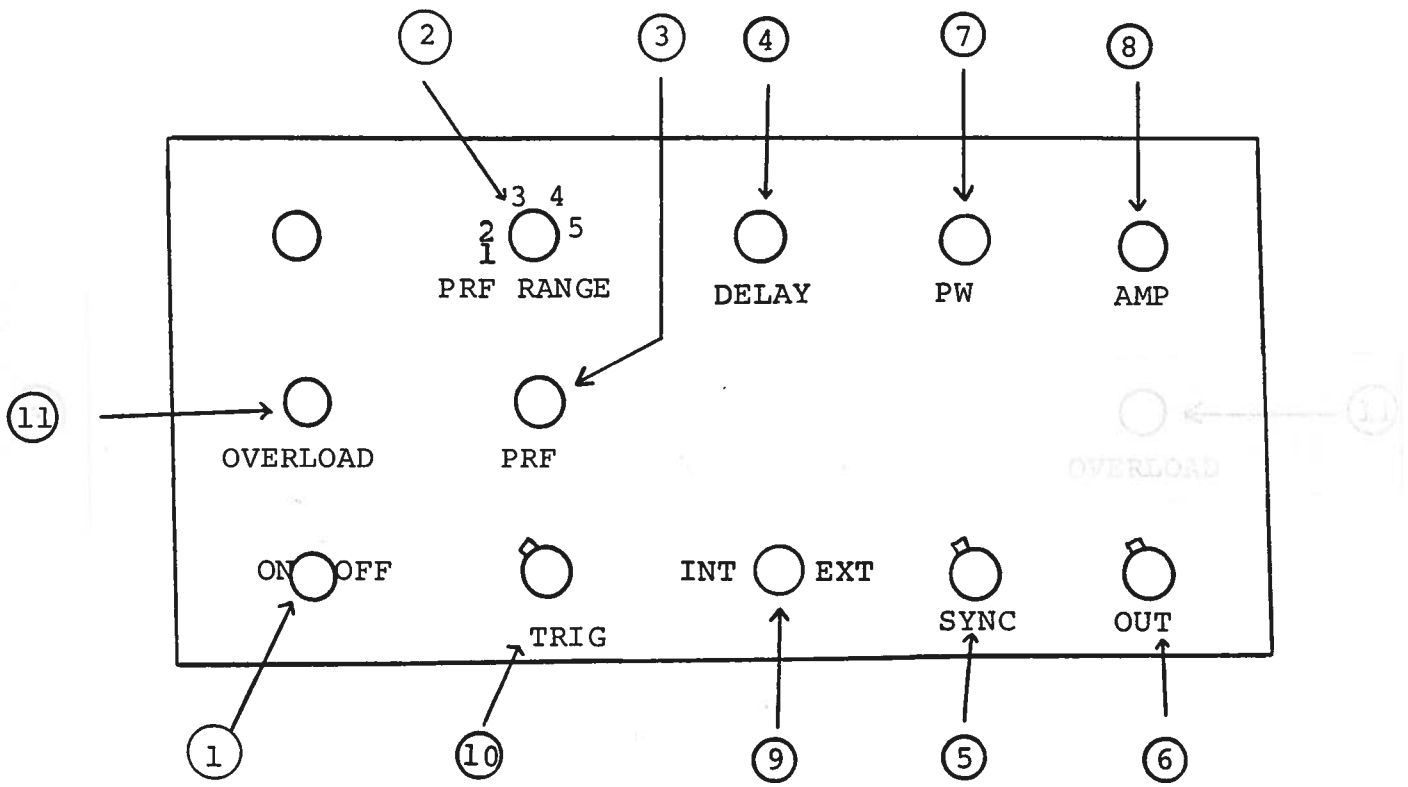 2 3 4 7 8
3 4
2 5
1
PRF RANGE DELAY PW AMP
11 11
OVERLOAD PRF OVERLOAD
ON OFF INT EXT
TRIG SYNC OUT
1 10 9 5 6